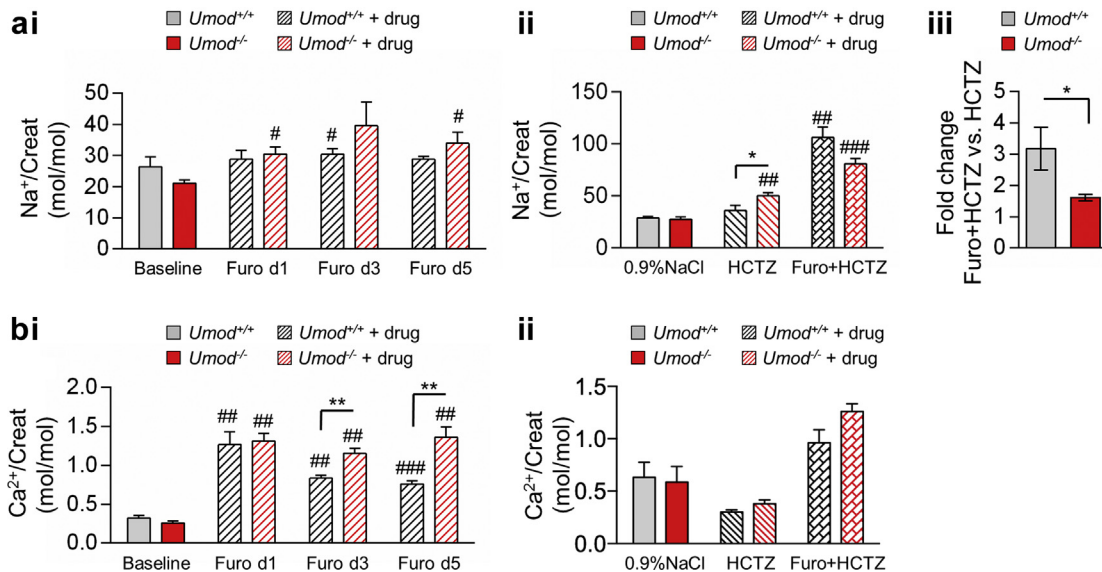 ai
Umod+/+ Umod+/+ + drug
Umod-/- Umod-/- + drug
Na+/Creat
(mol/mol)
50
40
30
20
10
0
# # #
Baseline Furo d1 Furo d3 Furo d5
ii
Umod+/+ Umod+/+ + drug
Umod-/- Umod-/- + drug
Na+/Creat
(mol/mol)
150
100
50
0
* ## ## ###
0.9%NaCl HCTZ Furo+HCTZ
iii
Umod+/+
Umod-/-
Fold change
Furo+HCTZ vs. HCTZ
5
4
3
2
1
0
*
bi
Umod+/+ Umod+/+ + drug
Umod-/- Umod-/- + drug
Ca2+/Creat
(mol/mol)
2.0
1.5
1.0
0.5
0.0
** **
## ## ## ## ### ##
Baseline Furo d1 Furo d3 Furo d5
ii
Umod+/+ Umod+/+ + drug
Umod-/- Umod-/- + drug
Ca2+/Creat
(mol/mol)
1.5
1.0
0.5
0.0
0.9%NaCl HCTZ Furo+HCTZ